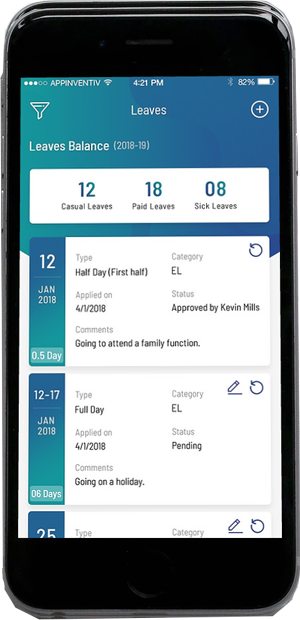 APPINVENTIV 4:21 PM 82%
Leaves
Leaves Balance (2018-19)
12 18 08
Casual Leaves Paid Leaves Sick Leaves
12
JAN
2018
0.5 Day
Type Category
Half Day (First half) EL
Applied on Status
4/1/2018 Approved by Kevin Mills
Comments
Going to attend a family function.
12-17
JAN
2018
06 Days
Type Category
Full Day EL
Applied on Status
4/1/2018 Pending
Comments
Going on a holiday.
25
Type Category